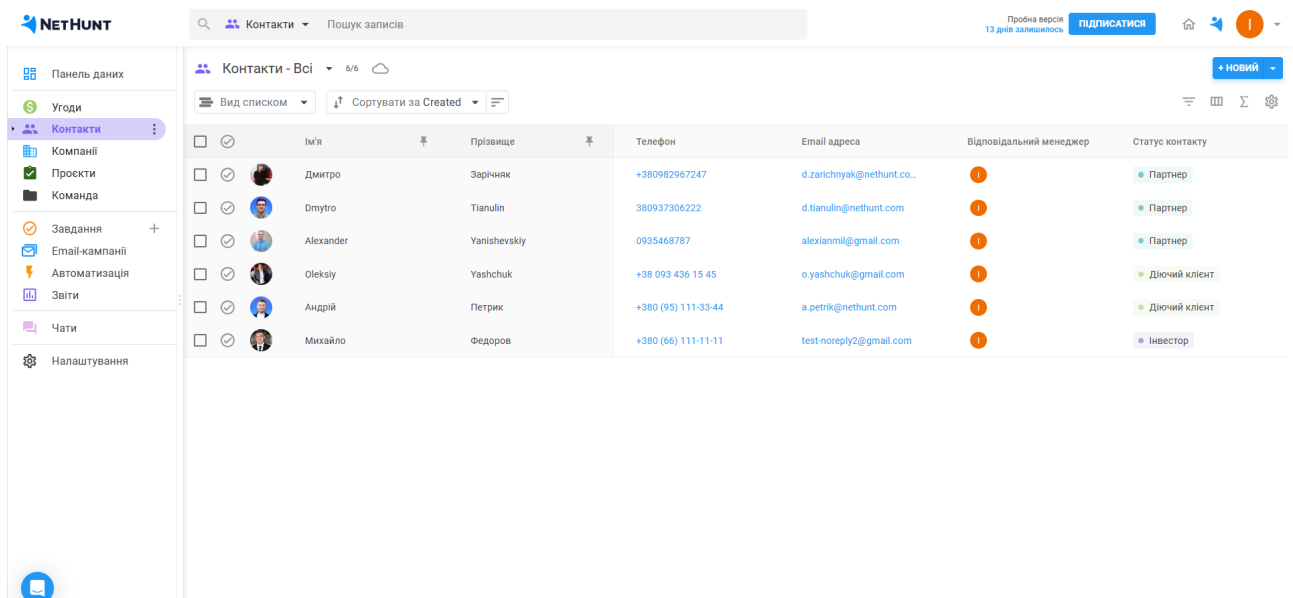 NETHUNT
Контакти
Пошук записів
Пробна версія
13 днів залишилось
ПІДПИСАТИСЯ
I
Панель даних
Угоди
Контакти
Компанії
Проєкти
Команда
Завдання +
Email-кампанії
Автоматизація
Звіти
Чати
Налаштування
Контакти - Всі 6/6
+ НОВИЙ
Вид списком Сортувати за Created
Ім'я Прізвище Телефон Email адреса Відповідальний менеджер Статус контакту
Дмитро Зарічняк +380982967247 d.zarichnyak@nethunt.co... I Партнер
Dmytro Tianulin 380937306222 d.tianulin@nethunt.com I Партнер
Alexander Yanishevskiy 0935468787 alexianmil@gmail.com I Партнер
Oleksiy Yashchuk +38 093 436 15 45 o.yashchuk@gmail.com I Діючий клієнт
Андрій Петрик +380 (95) 111-33-44 a.petrik@nethunt.com I Діючий клієнт
Михайло Федоров +380 (66) 111-11-11 test-noreply2@gmail.com I Інвестор